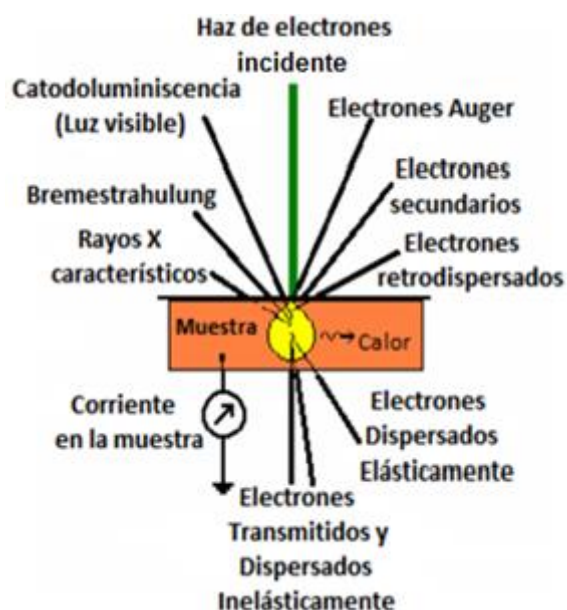 Haz de electrones
incidente
Catodoluminiscencia
(Luz visible)
Electrones Auger
Bremestrahulung
Electrones
secundarios
Rayos X
característicos
Electrones
retrodispersados
Muestra
Calor
Corriente
en la muestra
Electrones
Dispersados
Elásticamente
Electrones
Transmitidos y
Dispersados
Inelásticamente